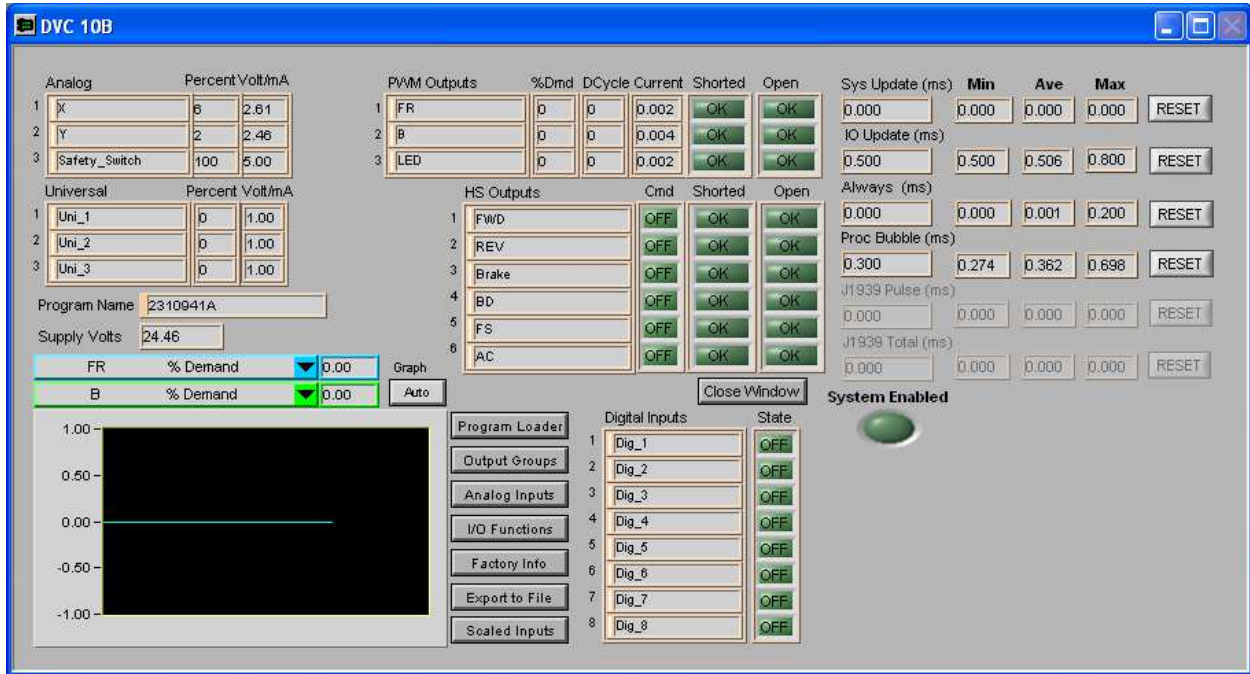 DVC 10B
Analog Percent Volt/mA
1 X 6 2.61
2 Y 2 2.46
3 Safety_Switch 100 5.00
Universal Percent Volt/mA
1 Uni_1 0 1.00
2 Uni_2 0 1.00
3 Uni_3 0 1.00
Program Name 2310941A
Supply Volts 24.46
FR % Demand 0.00
B % Demand 0.00
Graph
Auto
1.00
0.50
0.00
-0.50
-1.00
PWM Outputs %Dmd DCycle Current Shorted Open
1 FR 0 0 0.002 OK OK
2 B 0 0 0.004 OK OK
3 LED 0 0 0.002 OK OK
HS Outputs Cmd Shorted Open
1 FWD OFF OK OK
2 REV OFF OK OK
3 Brake OFF OK OK
4 BD OFF OK OK
5 FS OFF OK OK
6 AC OFF OK OK
Close Window
Program Loader
Output Groups
Analog Inputs
I/O Functions
Factory Info
Export to File
Scaled Inputs
Digital Inputs State
1 Dig_1 OFF
2 Dig_2 OFF
3 Dig_3 OFF
4 Dig_4 OFF
5 Dig_5 OFF
6 Dig_6 OFF
7 Dig_7 OFF
8 Dig_8 OFF
Sys Update (ms) Min Ave Max
0.000 0.000 0.000 0.000 RESET
IO Update (ms)
0.500 0.500 0.506 0.800 RESET
Always (ms)
0.000 0.000 0.001 0.200 RESET
Proc Bubble (ms)
0.300 0.274 0.362 0.698 RESET
J1939 Pulse (ms)
0.000 0.000 0.000 0.000 RESET
J1939 Total (ms)
0.000 0.000 0.000 0.000 RESET
System Enabled